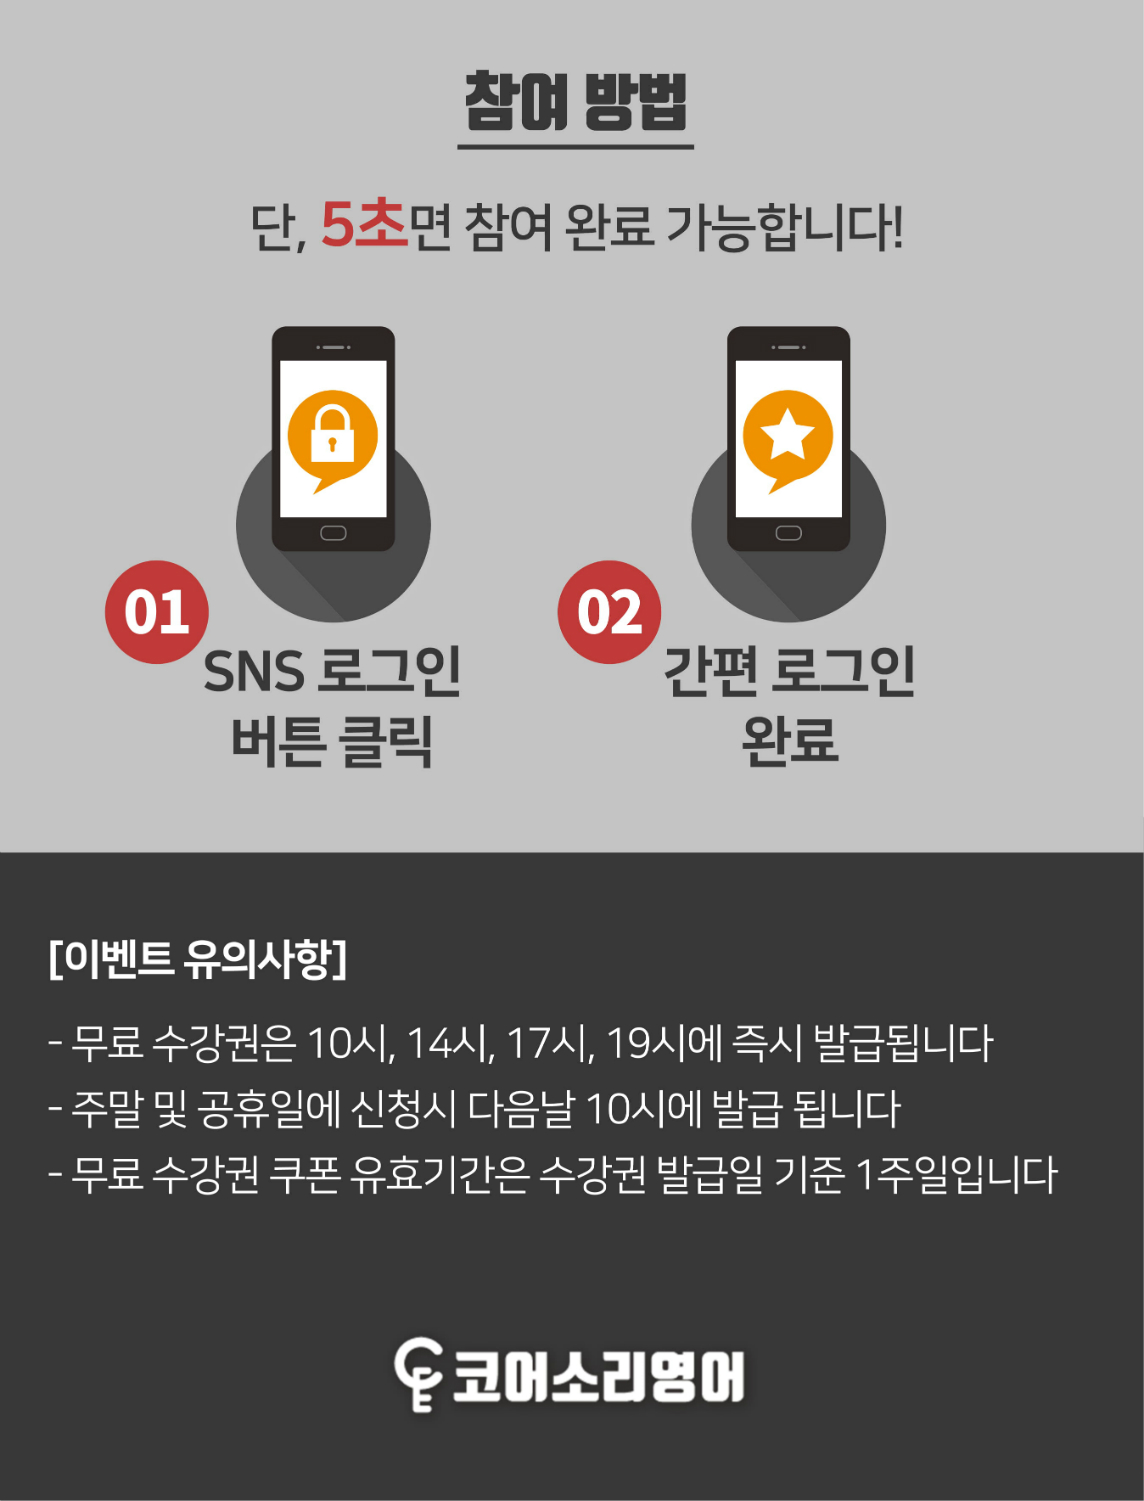 참여 방법
단, 5초면 참여 완료 가능합니다!
01
SNS 로그인
버튼 클릭
02
간편 로그인
완료
[이벤트 유의사항]
- 무료 수강권은 10시, 14시, 17시, 19시에 즉시 발급됩니다
- 주말 및 공휴일에 신청시 다음날 10시에 발급 됩니다
- 무료 수강권 쿠폰 유효기간은 수강권 발급일 기준 1주일입니다
코어소리영어